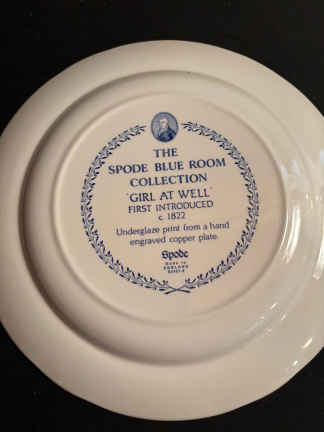 THE
SPODE BLUE ROOM
COLLECTION
'GIRL AT WELL'
FIRST INTRODUCED
c. 1822
Underglaze print from a hand
engraved copper plate.
Spode
MADE IN
ENGLAND